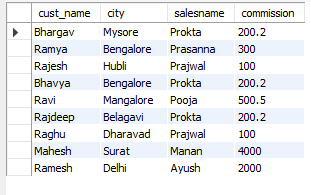 cust_name city salesname commission
Bhargav Mysore Prokta 200.2
Ramya Bengalore Prasanna 300
Rajesh Hubli Prajwal 100
Bhavya Bengalore Prokta 200.2
Ravi Mangalore Pooja 500.5
Rajdeep Belagavi Prokta 200.2
Raghu Dharavad Prajwal 100
Mahesh Surat Manan 4000
Ramesh Delhi Ayush 2000